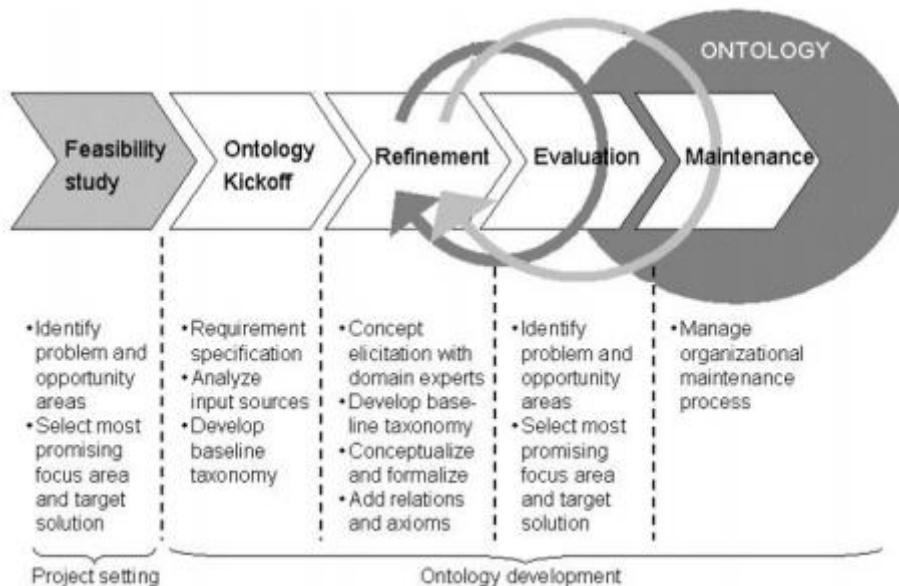 ONTOLOGY
Feasibility
study
Ontology
Kickoff
Refinement
Evaluation
Maintenance
•Identify
problem and
opportunity
areas
•Select most
promising
focus area
and target
solution
•Requirement
specification
•Analyze
input sources
•Develop
baseline
taxonomy
•Concept
elicitation with
domain experts
•Develop base-
line taxonomy
•Conceptualize
and formalize
•Add relations
and axioms
•Identify
problem and
opportunity
areas
•Select most
promising
focus area
and target
solution
•Manage
organizational
maintenance
process
Project setting
Ontology development